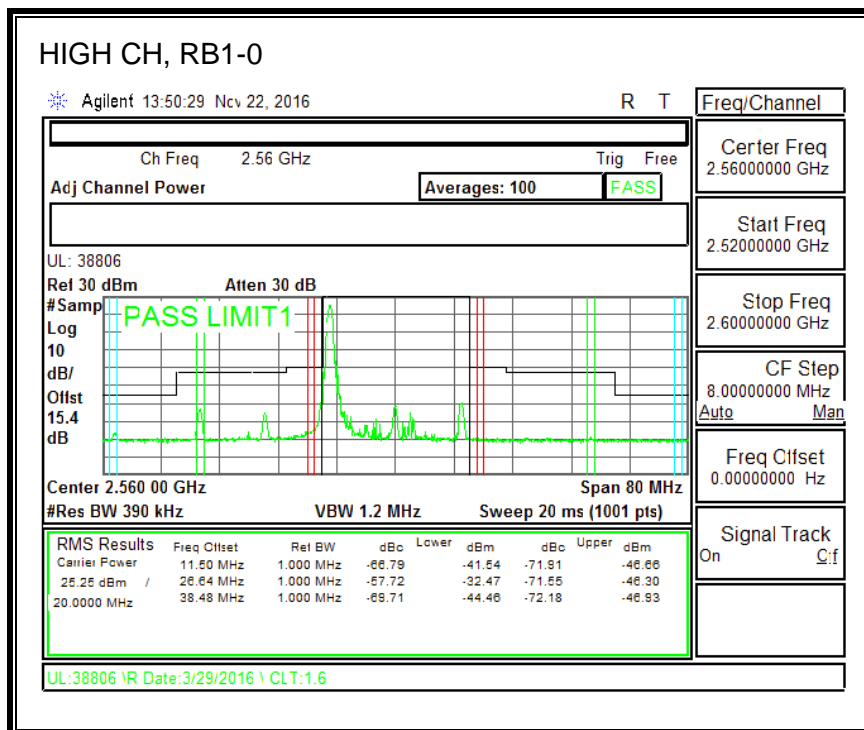 HIGH CH, RB1-0
Agilent 13:50:29 Nov 22, 2016 R T
Freq/Channel
Ch Freq 2.56 GHz Trig Free
Adj Channel Power Averages: 100 PASS
Center Freq
2.56000000 GHz
Start Freq
2.52000000 GHz
Stop Freq
2.60000000 GHz
CF Step
8.00000000 MHz
Auto Man
Freq Offset
0.00000000 Hz
Signal Track
On Off
UL: 38806
Ref 30 dBm Atten 30 dB
#Samp
Log
10
dB/
Offst
15.4
dB
PASS LIMIT1
Center 2.560 00 GHz Span 80 MHz
#Res BW 390 kHz VBW 1.2 MHz Sweep 20 ms (1001 pts)
RMS Results Freq Offset Ref BW dBc Lower dBm dBc Upper dBm
Carrier Power 11.50 MHz 1.000 MHz -66.79 -41.54 -71.91 -46.66
25.25 dBm / 26.64 MHz 1.000 MHz -57.72 -32.47 -71.55 -46.30
20.0000 MHz 38.48 MHz 1.000 MHz -69.71 -44.46 -72.18 -46.93
UL:38806 \R Date:3/29/2016 \ CLT:1.6